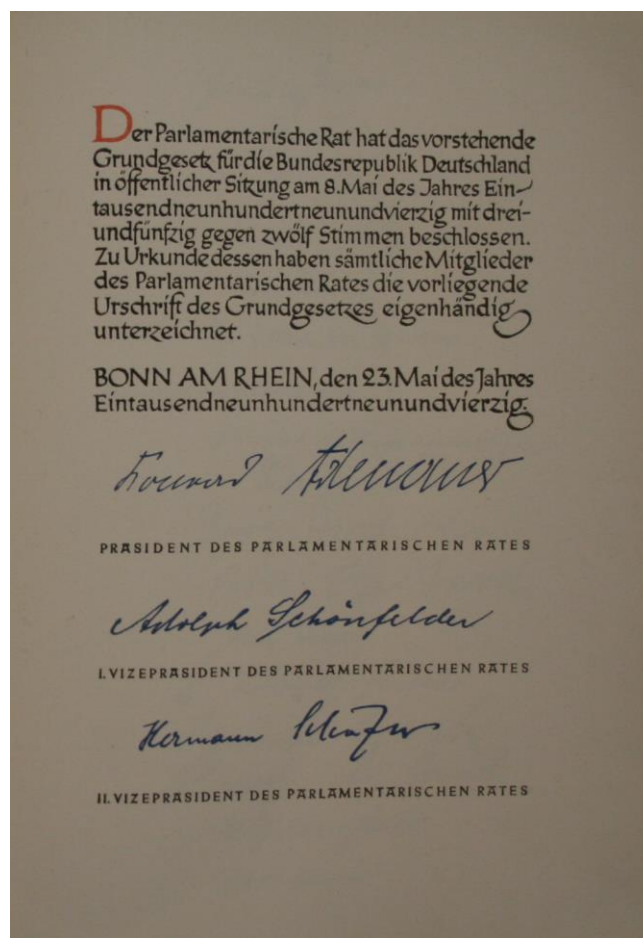 Der Parlamentarische Rat hat das vorstehende
Grundgesetz für die Bundesrepublik Deutschland
in öffentlicher Sitzung am 8. Mai des Jahres Ein-
tausendneunhundertneunundvierzig mit drei-
undfünfzig gegen zwölf Stimmen beschlossen.
Zu Urkunde dessen haben sämtliche Mitglieder
des Parlamentarischen Rates die vorliegende
Urschrift des Grundgesetzes eigenhändig
unterzeichnet.
BONN AM RHEIN, den 23. Mai des Jahres
Eintausendneunhundertneunundvierzig.
Konrad Adenauer
PRÄSIDENT DES PARLAMENTARISCHEN RATES
Adolph Schönfelder
I. VIZEPRÄSIDENT DES PARLAMENTARISCHEN RATES
Hermann Schäfer
II. VIZEPRÄSIDENT DES PARLAMENTARISCHEN RATES